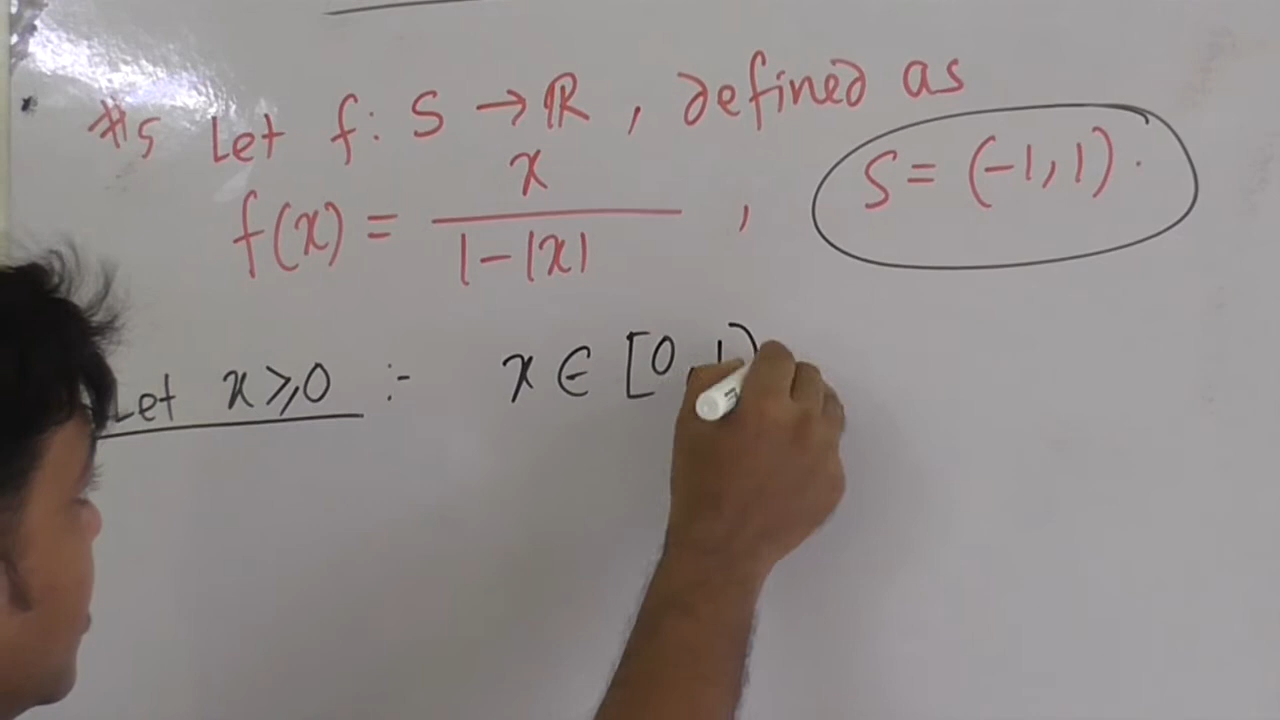 *5 Let f: S → ℝ, defined as
f(x) = x / 1-|x| , S = (-1, 1).
Let x ≥ 0 :- x ∈ [0, 1)